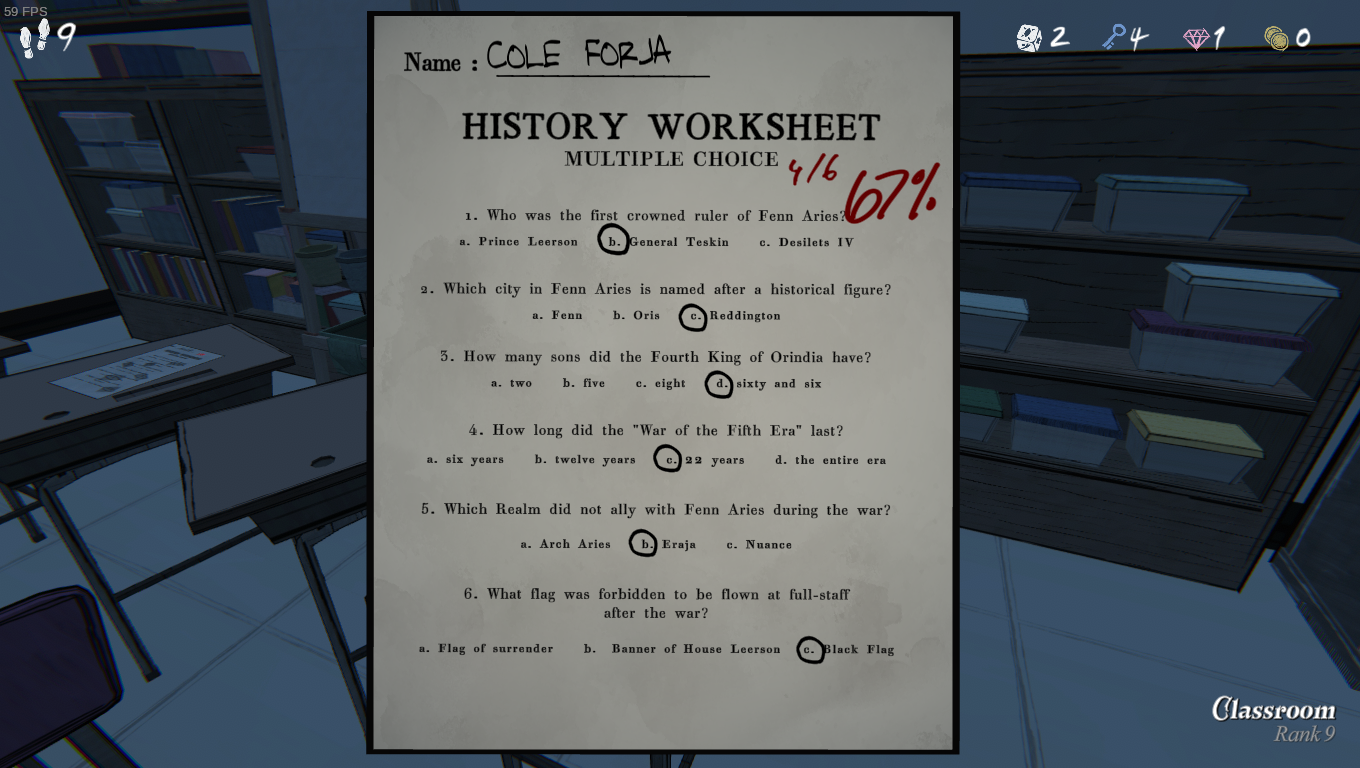 59 FPS
9
2 4 1 0
Name : COLE FORJA
HISTORY WORKSHEET
MULTIPLE CHOICE
4/6 67%
1. Who was the first crowned ruler of Fenn Aries?
a. Prince Leerson b. General Teskin c. Desilets IV
2. Which city in Fenn Aries is named after a historical figure?
a. Fenn b. Oris c. Reddington
3. How many sons did the Fourth King of Orindia have?
a. two b. five c. eight d. sixty and six
4. How long did the "War of the Fifth Era" last?
a. six years b. twelve years c. 22 years d. the entire era
5. Which Realm did not ally with Fenn Aries during the war?
a. Arch Aries b. Eraja c. Nuance
6. What flag was forbidden to be flown at full-staff
after the war?
a. Flag of surrender b. Banner of House Leerson c. Black Flag
Classroom
Rank 9